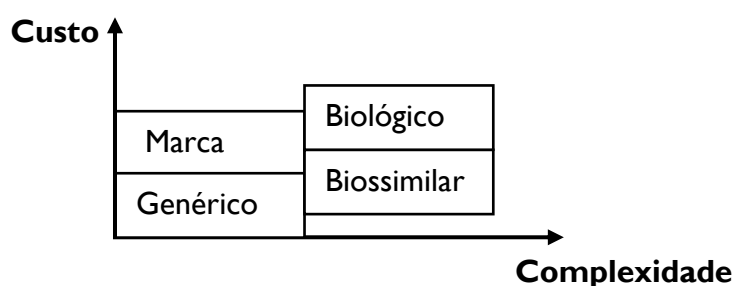 Custo
Biológico
Marca
Biossimilar
Genérico
Complexidade